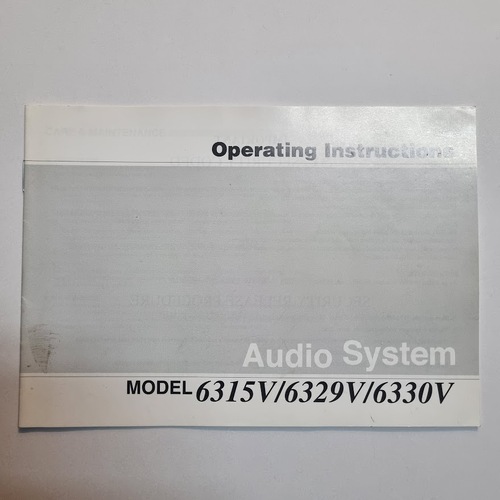 Operating Instructions
Audio System
MODEL 6315V/6329V/6330V